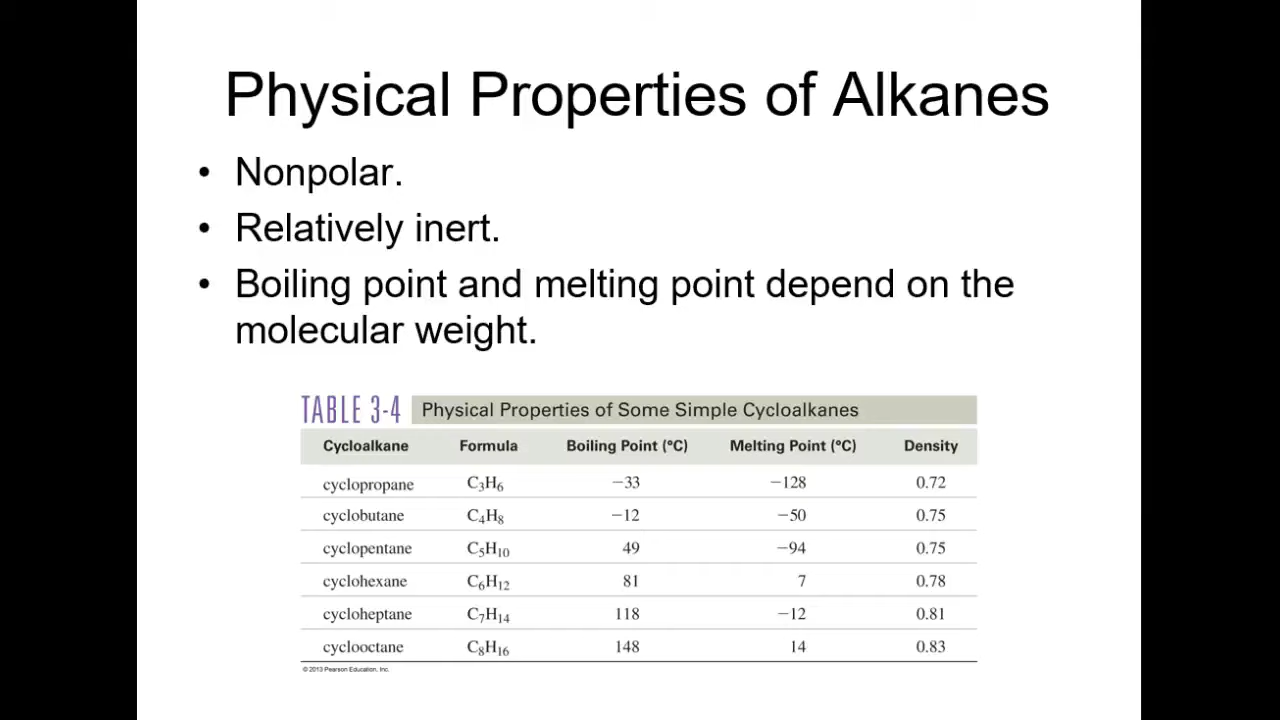 Physical Properties of Alkanes
• Nonpolar.
• Relatively inert.
• Boiling point and melting point depend on the
molecular weight.
TABLE 3-4 Physical Properties of Some Simple Cycloalkanes
Cycloalkane Formula Boiling Point (°C) Melting Point (°C) Density
cyclopropane C₃H₆ −33 −128 0.72
cyclobutane C₄H₈ −12 −50 0.75
cyclopentane C₅H₁₀ 49 −94 0.75
cyclohexane C₆H₁₂ 81 7 0.78
cycloheptane C₇H₁₄ 118 −12 0.81
cyclooctane C₈H₁₆ 148 14 0.83
© 2013 Pearson Education, Inc.